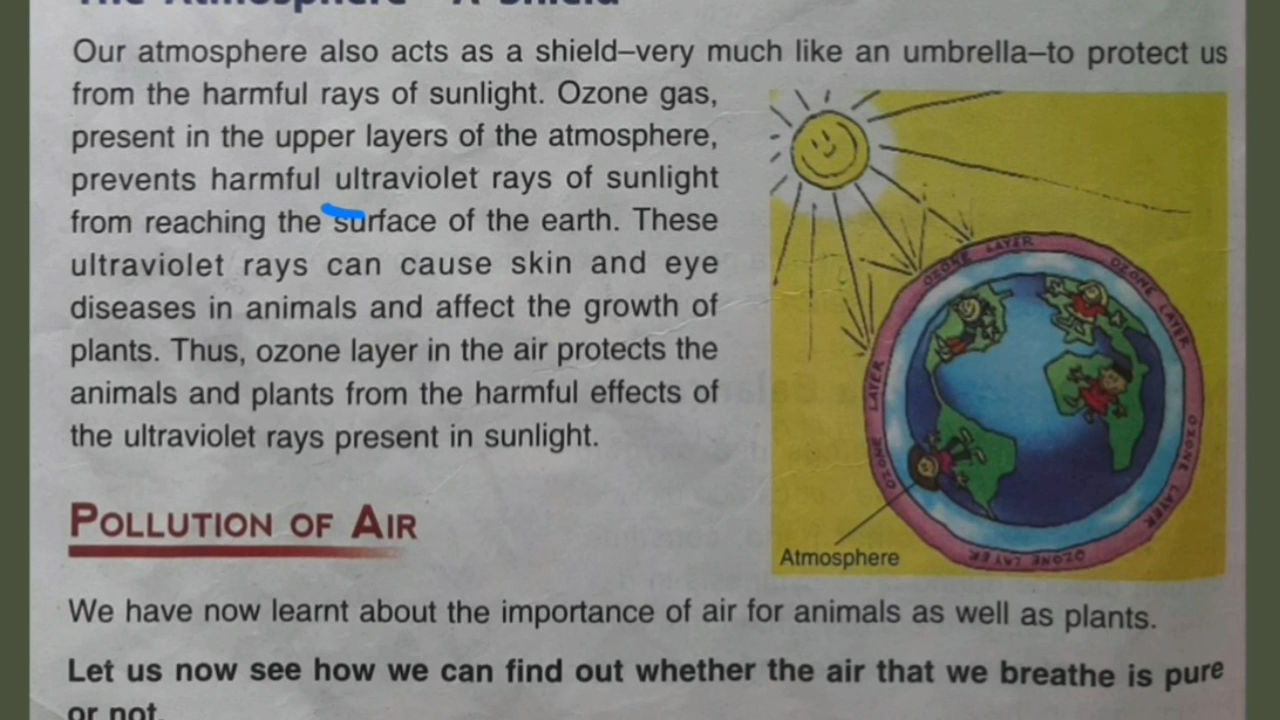 The Atmosphere – A Shield
Our atmosphere also acts as a shield–very much like an umbrella–to protect us
from the harmful rays of sunlight. Ozone gas,
present in the upper layers of the atmosphere,
prevents harmful ultraviolet rays of sunlight
from reaching the surface of the earth. These
ultraviolet rays can cause skin and eye
diseases in animals and affect the growth of
plants. Thus, ozone layer in the air protects the
animals and plants from the harmful effects of
the ultraviolet rays present in sunlight.
OZONE LAYER
OZONE LAYER
OZONE LAYER
OZONE LAYER
OZONE LAYER
Atmosphere
POLLUTION OF AIR
We have now learnt about the importance of air for animals as well as plants.
Let us now see how we can find out whether the air that we breathe is pure
or not.